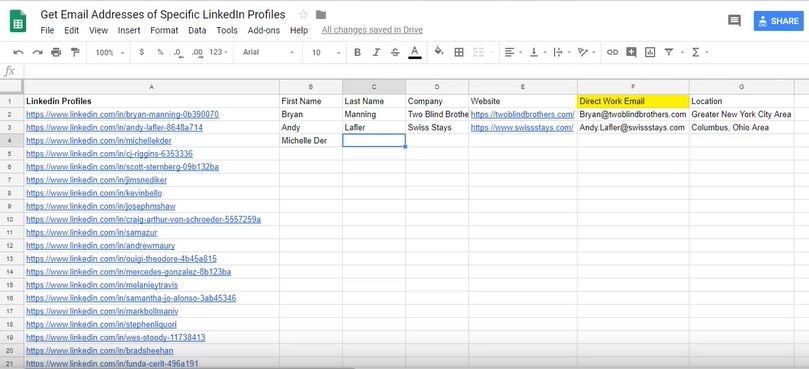 Get Email Addresses of Specific LinkedIn Profiles
File Edit View Insert Format Data Tools Add-ons Help All changes saved in Drive
SHARE
100% $ % .0 .00 123 Arial 10 B I S A
fx
A B C D E F G
1 Linkedin Profiles First Name Last Name Company Website Direct Work Email Location
2 https://www.linkedin.com/in/bryan-manning-0b390070 Bryan Manning Two Blind Brothe https://twoblindbrothers.com/ Bryan@twoblindbrothers.com Greater New York City Area
3 https://www.linkedin.com/in/andy-lafler-8648a714 Andy Lafler Swiss Stays https://www.swissstays.com/ Andy.Lafler@swissstays.com Columbus, Ohio Area
4 https://www.linkedin.com/in/michellekder Michelle Der
5 https://www.linkedin.com/in/cj-riggins-6353336
6 https://www.linkedin.com/in/scott-sternberg-09b132ba
7 https://www.linkedin.com/in/jimsnediker
8 https://www.linkedin.com/in/kevinbello
9 https://www.linkedin.com/in/josephmshaw
10 https://www.linkedin.com/in/craig-arthur-von-schroeder-5557259a
11 https://www.linkedin.com/in/samazur
12 https://www.linkedin.com/in/andrewmaury
13 https://www.linkedin.com/in/ouigi-theodore-4b45a815
14 https://www.linkedin.com/in/mercedes-gonzalez-8b123ba
15 https://www.linkedin.com/in/melanieytravis
16 https://www.linkedin.com/in/samantha-jo-alonso-3ab45346
17 https://www.linkedin.com/in/markbollmaniv
18 https://www.linkedin.com/in/stephenliquori
19 https://www.linkedin.com/in/wes-stoody-11738413
20 https://www.linkedin.com/in/bradsheehan
21 https://www.linkedin.com/in/funda-cerit-496a191